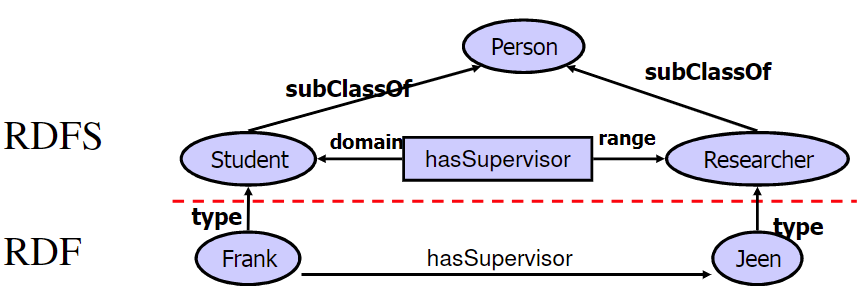 Person
subClassOf
subClassOf
RDFS
Student
domain
hasSupervisor
range
Researcher
type
type
RDF
Frank
hasSupervisor
Jeen